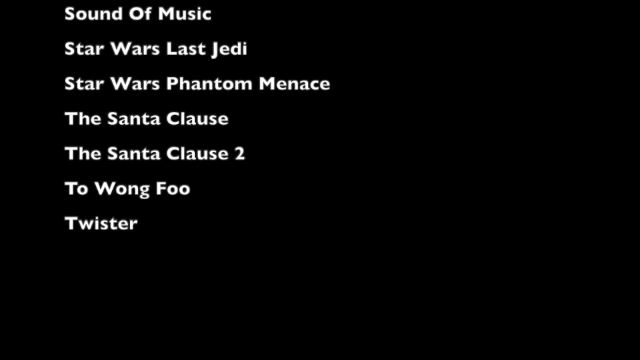 Sound Of Music
Star Wars Last Jedi
Star Wars Phantom Menace
The Santa Clause
The Santa Clause 2
To Wong Foo
Twister